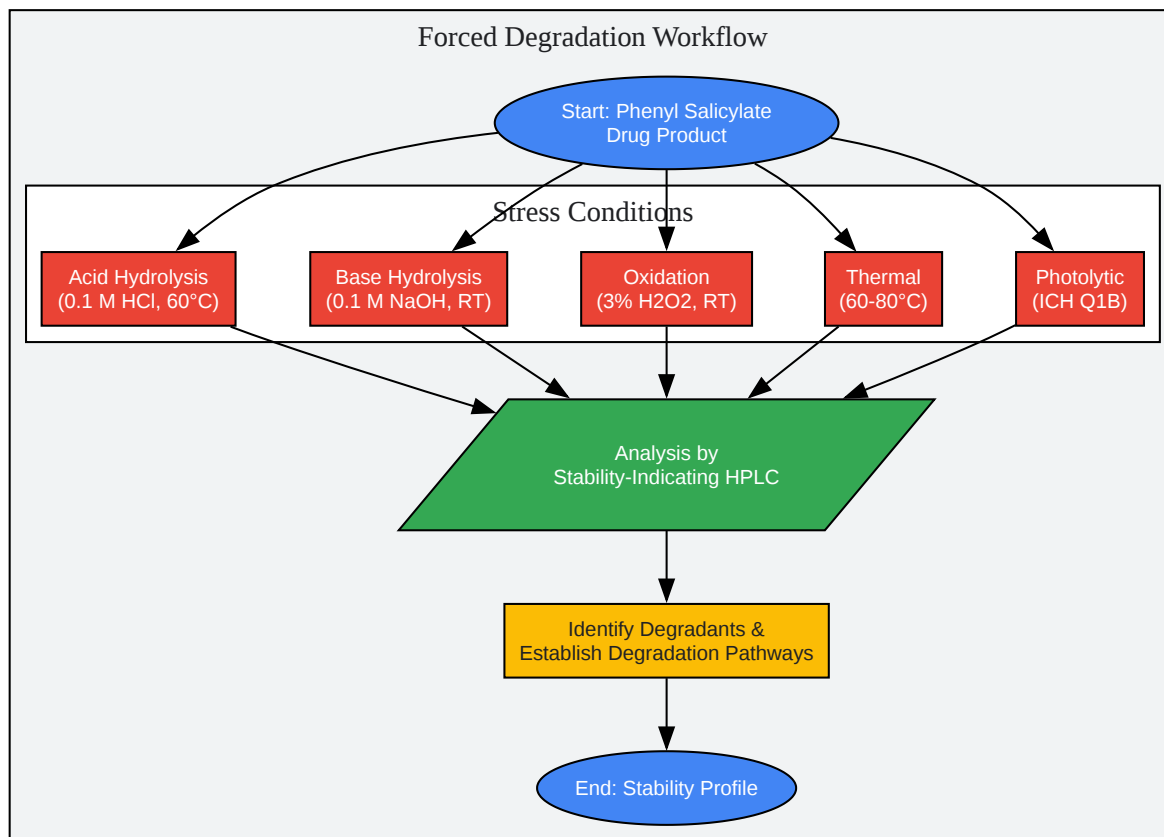 Forced Degradation Workflow
Start: Phenyl Salicylate
Drug Product
Stress Conditions
Acid Hydrolysis
(0.1 M HCl, 60°C)
Base Hydrolysis
(0.1 M NaOH, RT)
Oxidation
(3% H2O2, RT)
Thermal
(60-80°C)
Photolytic
(ICH Q1B)
Analysis by
Stability-Indicating HPLC
Identify Degradants &
Establish Degradation Pathways
End: Stability Profile